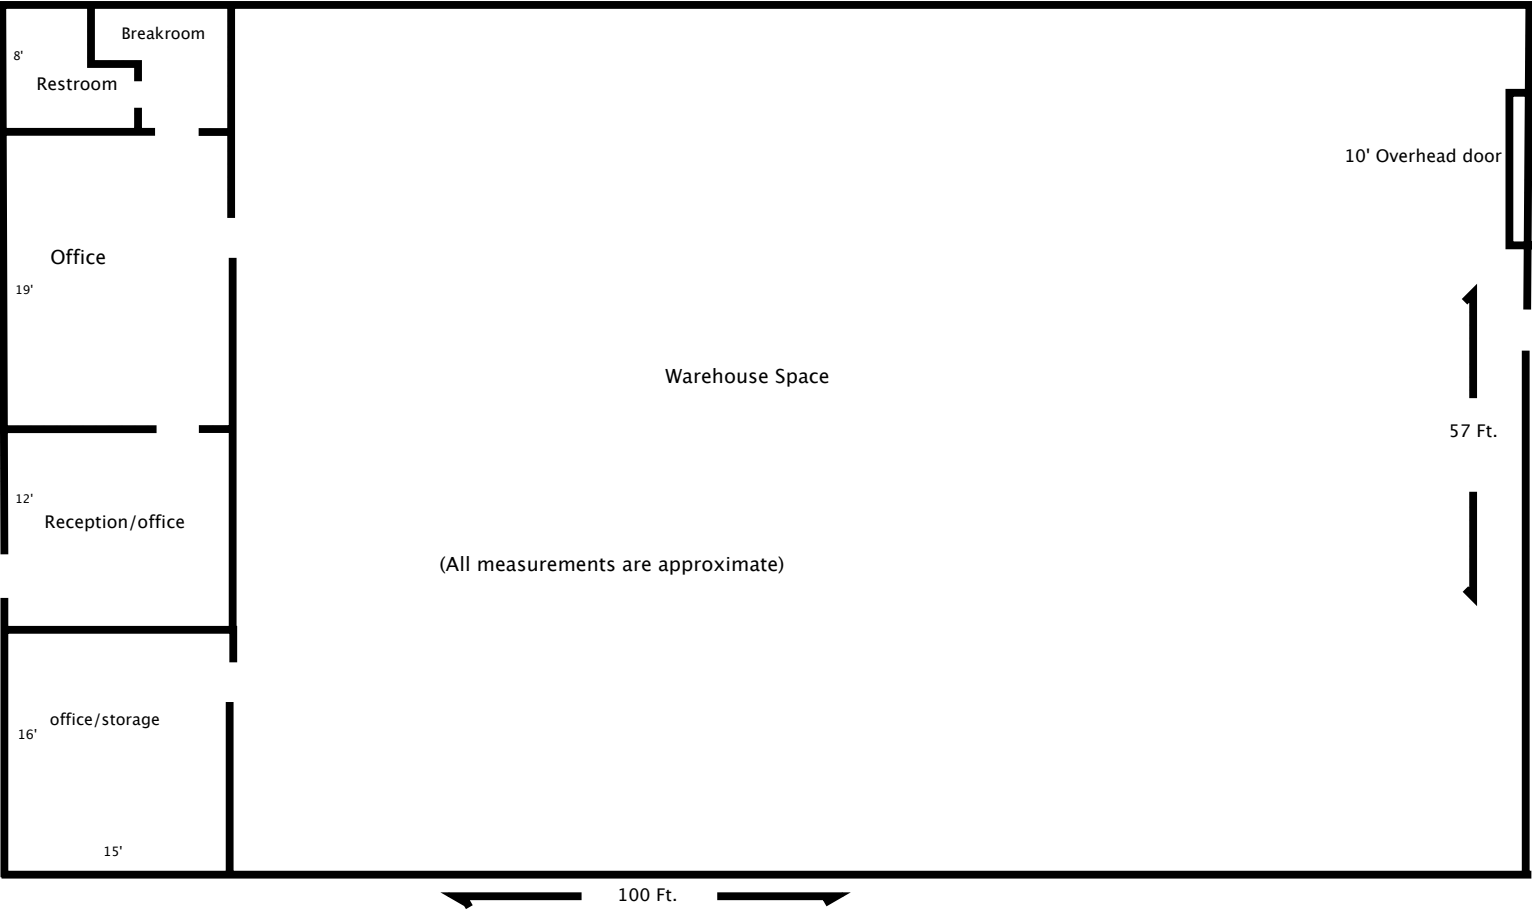 Breakroom
8'
Restroom
10' Overhead door
Office
19'
Warehouse Space
57 Ft.
12'
Reception/office
(All measurements are approximate)
office/storage
16'
15'
100 Ft.